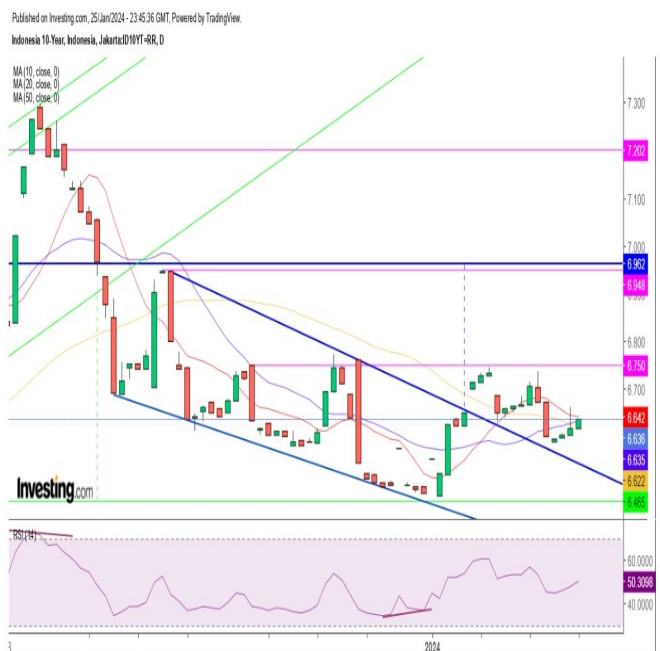 Published on Investing.com, 25/Jan/2024 - 23:45:36 GMT, Powered by TradingView.
Indonesia 10-Year, Indonesia, Jakarta:ID10YT=RR, D
MA (10, close, 0)
MA (20, close, 0)
MA (50, close, 0)
7.300
7.202
7.100
7.000
6.962
6.948
6.800
6.750
6.700
6.642
6.636
6.635
6.622
6.465
Investing.com
RSI (14)
60.0000
50.3098
40.0000
2024